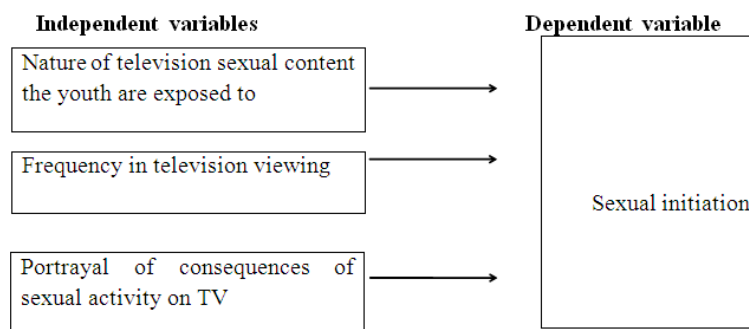 Independent variables
Dependent variable
Nature of television sexual content
the youth are exposed to
Frequency in television viewing
Sexual initiation
Portrayal of consequences of
sexual activity on TV